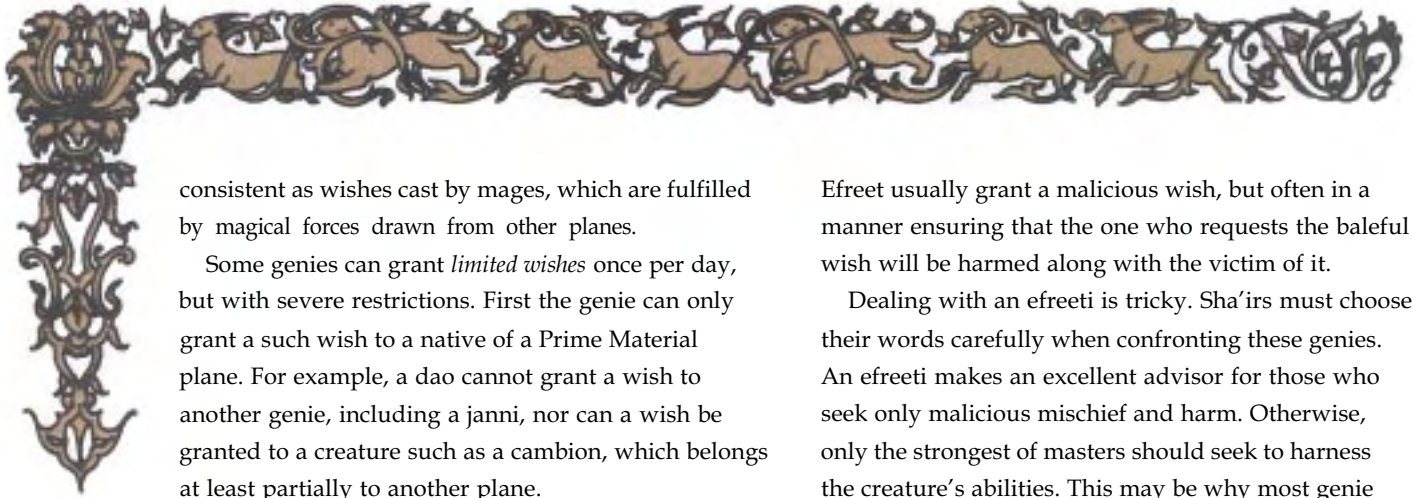 consistent as wishes cast by mages, which are fulfilled
by magical forces drawn from other planes.
Some genies can grant limited wishes once per day,
but with severe restrictions. First the genie can only
grant a such wish to a native of a Prime Material
plane. For example, a dao cannot grant a wish to
another genie, including a janni, nor can a wish be
granted to a creature such as a cambion, which belongs
at least partially to another plane.
Efreet usually grant a malicious wish, but often in a
manner ensuring that the one who requests the baleful
wish will be harmed along with the victim of it.
Dealing with an efreeti is tricky. Sha’irs must choose
their words carefully when confronting these genies.
An efreeti makes an excellent advisor for those who
seek only malicious mischief and harm. Otherwise,
only the strongest of masters should seek to harness
the creature’s abilities. This may be why most genie